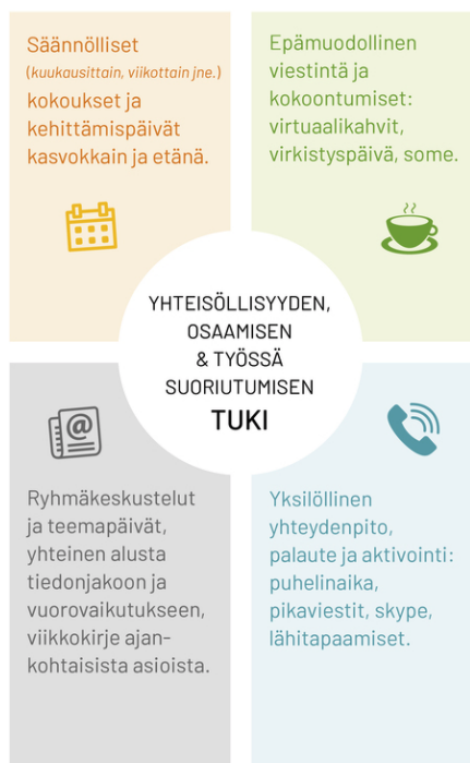 Säännölliset
(kuukausittain, viikottain jne.)
kokoukset ja
kehittämispäivät
kasvokkain ja etänä.
Epämuodollinen
viestintä ja
kokoontumiset:
virtuaalikahvit,
virkistyspäivä, some.
YHTEISÖLLISYYDEN,
OSAAMISEN
& TYÖSSÄ
SUORIUTUMISEN
TUKI
@
Ryhmäkeskustelut
ja teemapäivät,
yhteinen alusta
tiedonjakoon ja
vuorovaikutukseen,
viikkokirje ajan-
kohtaisista asioista.
Yksilöllinen
yhteydenpito,
palaute ja aktivointi:
puhelinaika,
pikaviestit, skype,
lähitapaamiset.